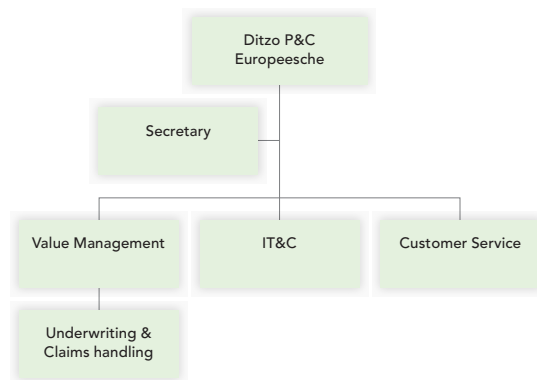 Ditzo P&C
Europeesche
Secretary
Value Management
IT&C
Customer Service
Underwriting &
Claims handling